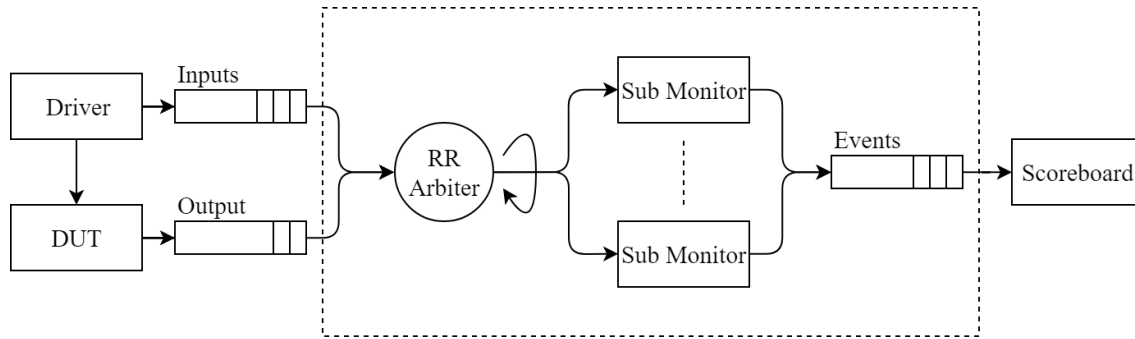 Inputs
Driver
Output
DUT
RR
Arbiter
Sub Monitor
Sub Monitor
Events
Scoreboard